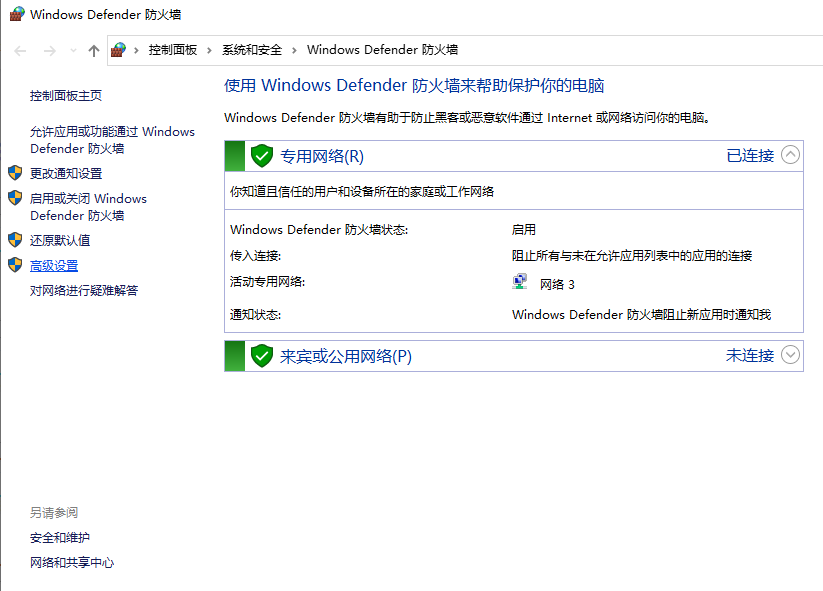 Windows Defender 防火墙
控制面板 > 系统和安全 > Windows Defender 防火墙
控制面板主页
允许应用或功能通过 Windows
Defender 防火墙
更改通知设置
启用或关闭 Windows
Defender 防火墙
还原默认值
高级设置
对网络进行疑难解答
使用 Windows Defender 防火墙来帮助保护你的电脑
Windows Defender 防火墙有助于防止黑客或恶意软件通过 Internet 或网络访问你的电脑。
专用网络(R) 已连接
你知道且信任的用户和设备所在的家庭或工作网络
Windows Defender 防火墙状态: 启用
传入连接: 阻止所有与未在允许应用列表中的应用的连接
活动专用网络: 网络 3
通知状态: Windows Defender 防火墙阻止新应用时通知我
来宾或公用网络(P) 未连接
另请参阅
安全和维护
网络和共享中心